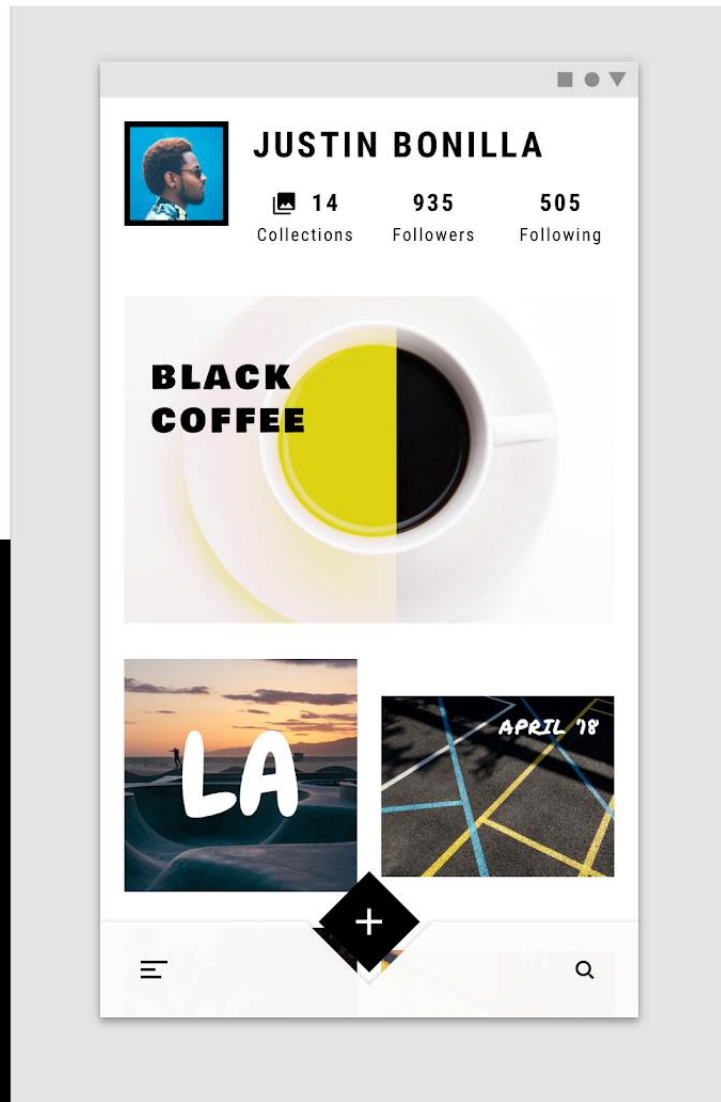 JUSTIN BONILLA
14 935 505
Collections Followers Following
BLACK
COFFEE
LA
APRIL '18